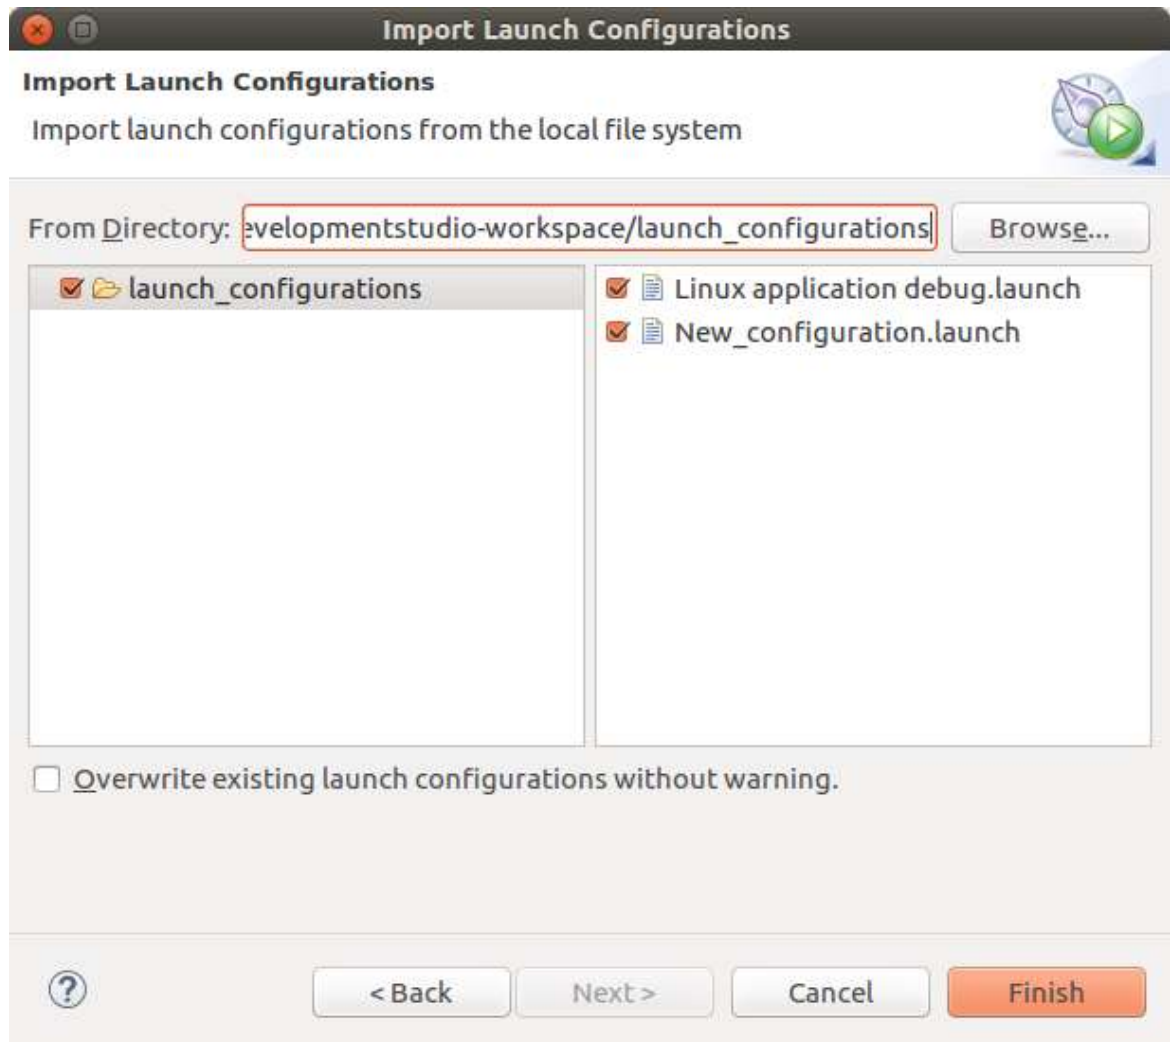 Import Launch Configurations
Import Launch Configurations
Import launch configurations from the local file system
From Directory: evelopmentstudio-workspace/launch_configurations Browse...
launch_configurations
Linux application debug.launch
New_configuration.launch
Overwrite existing launch configurations without warning.
? < Back Next > Cancel Finish